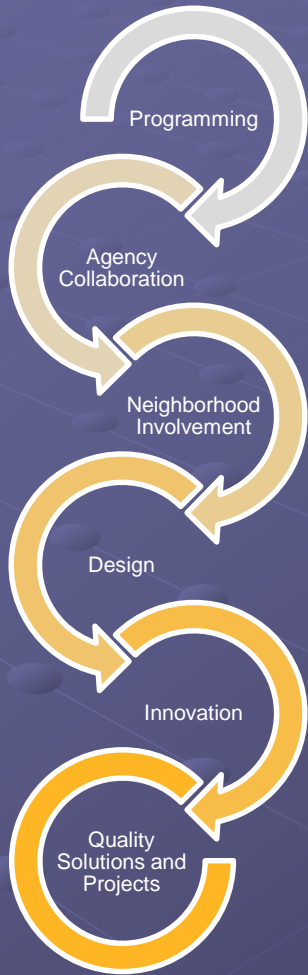 Programming
Agency
Collaboration
Neighborhood
Involvement
Design
Innovation
Quality
Solutions and
Projects